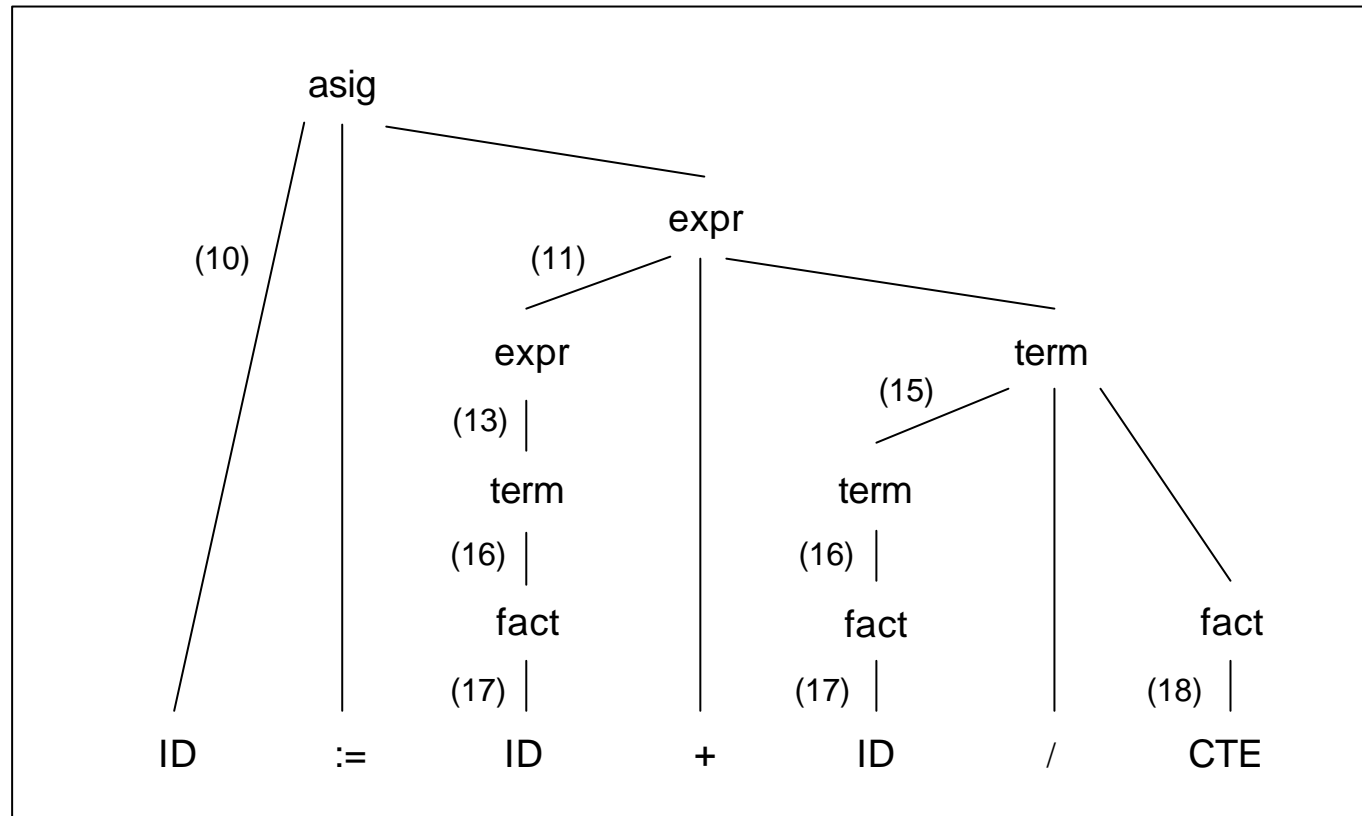 asig
expr
(10)
(11)
expr
term
(15)
(13)
term
term
(16)
(16)
fact
fact
fact
(17)
(17)
(18)
ID := ID + ID / CTE